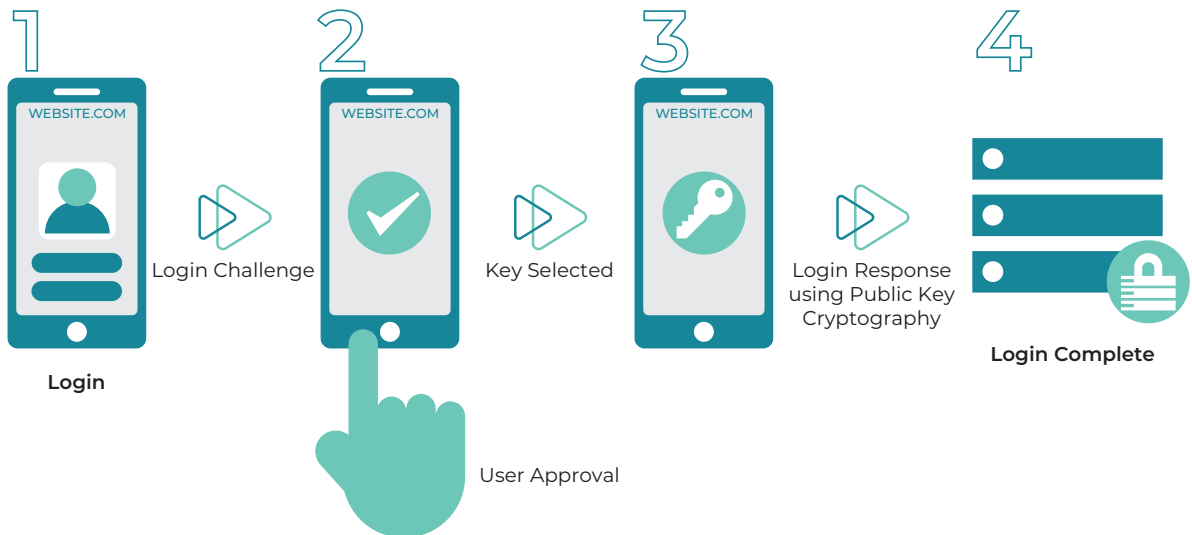 1
2
3
4
WEBSITE.COM
WEBSITE.COM
WEBSITE.COM
Login Challenge
Key Selected
Login Response
using Public Key
Cryptography
Login
Login Complete
User Approval